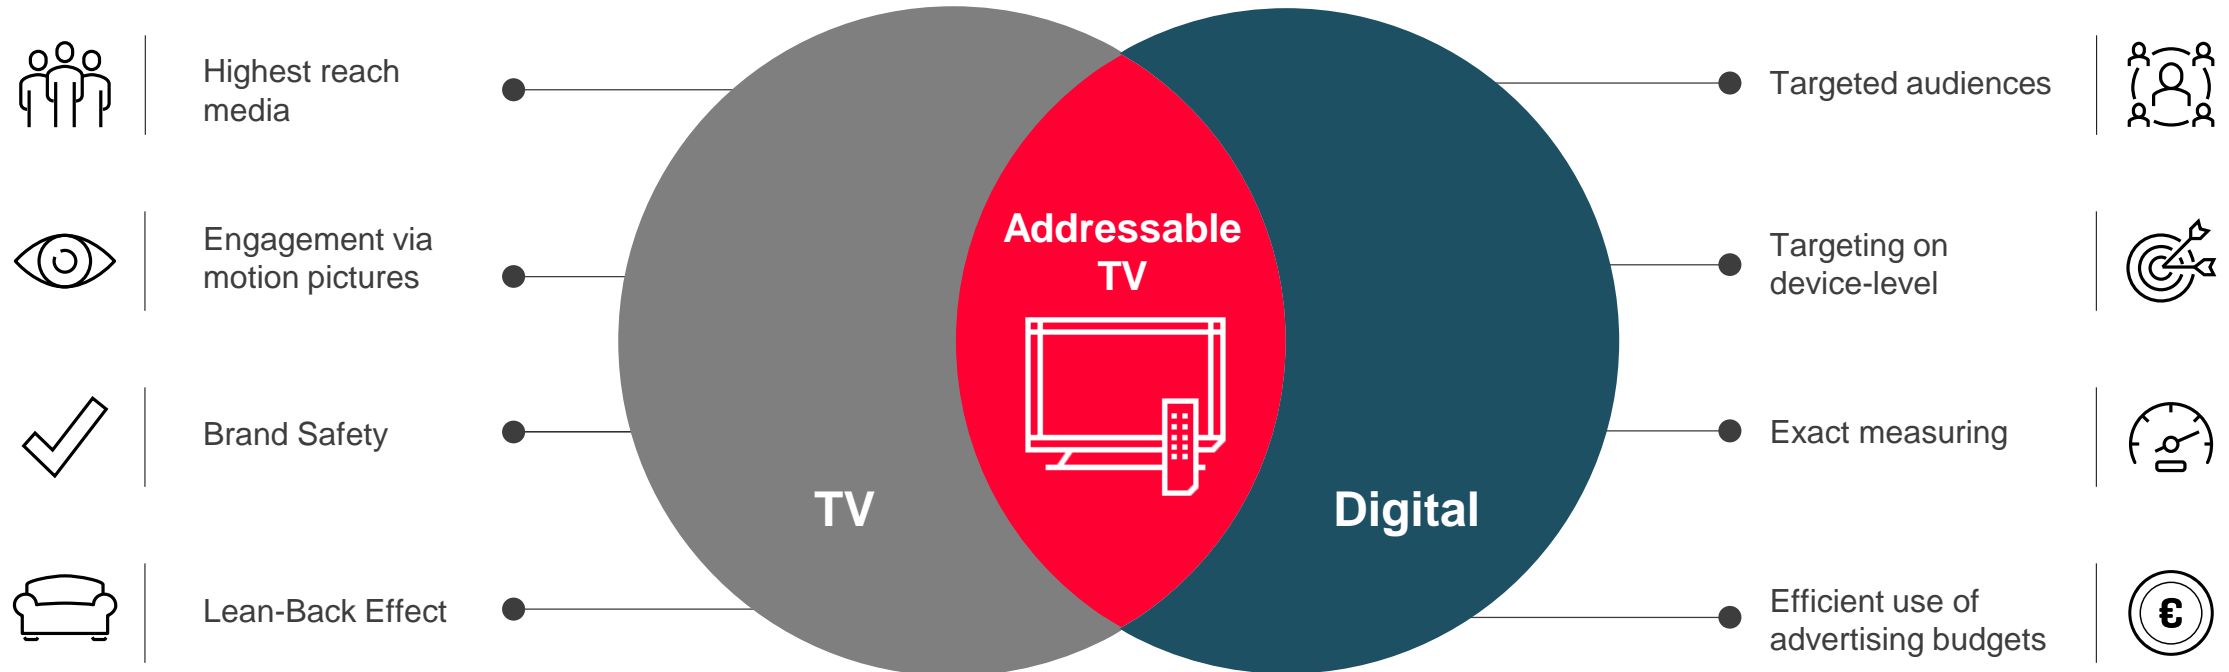 Highest reach
media
Engagement via
motion pictures
Brand Safety
Lean-Back Effect
Addressable
TV
TV
Digital
Targeted audiences
Targeting on
device-level
Exact measuring
Efficient use of
advertising budgets
€